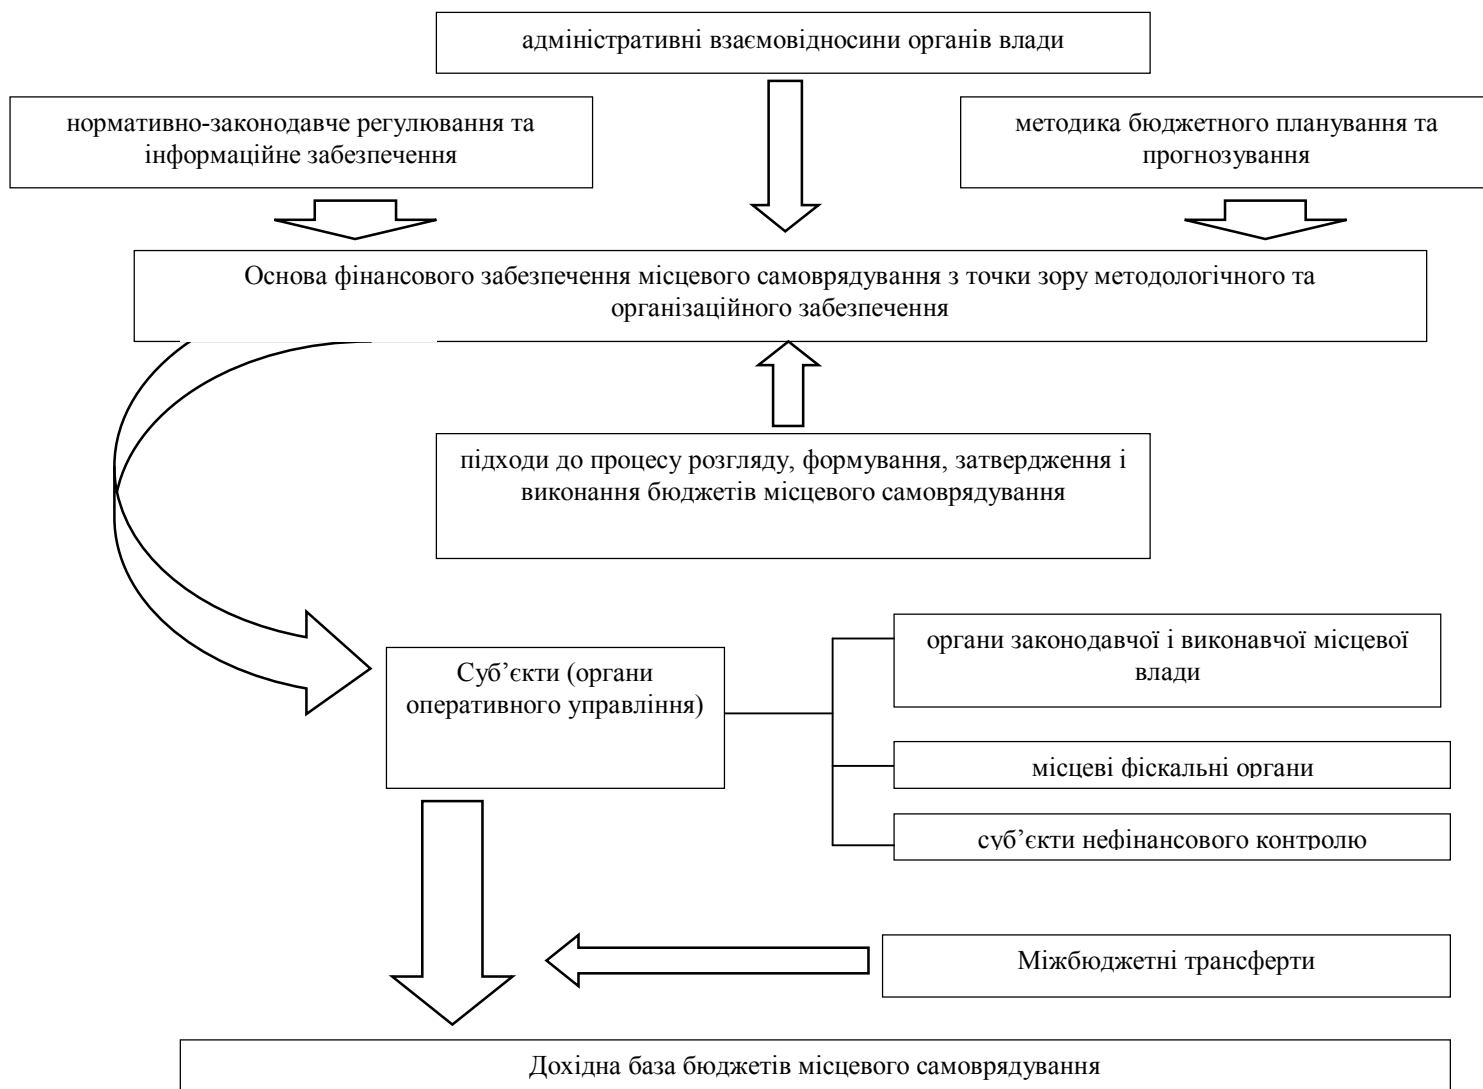 адміністративні взаємовідносини органів влади
нормативно-законодавче регулювання та
інформаційне забезпечення
методика бюджетного планування та
прогнозування
Основа фінансового забезпечення місцевого самоврядування з точки зору методологічного та
організаційного забезпечення
підходи до процесу розгляду, формування, затвердження і
виконання бюджетів місцевого самоврядування
Суб’єкти (органи
оперативного управління)
органи законодавчої і виконавчої місцевої
влади
місцеві фіскальні органи
суб’єкти нефінансового контролю
Міжбюджетні трансферти
Дохідна база бюджетів місцевого самоврядування